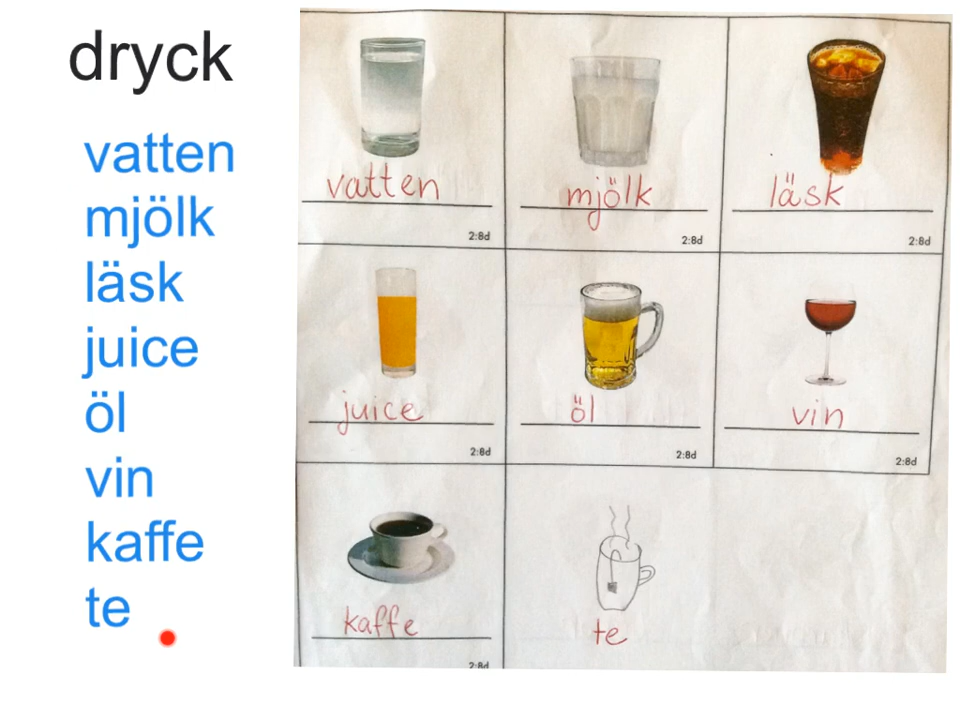 dryck
vatten
mjölk
läsk
juice
öl
vin
kaffe
te
vatten
mjölk
läsk
2:8d
2:8d
2:8d
juice
öl
vin
2:8d
2:8d
2:8d
kaffe
te
2:8d